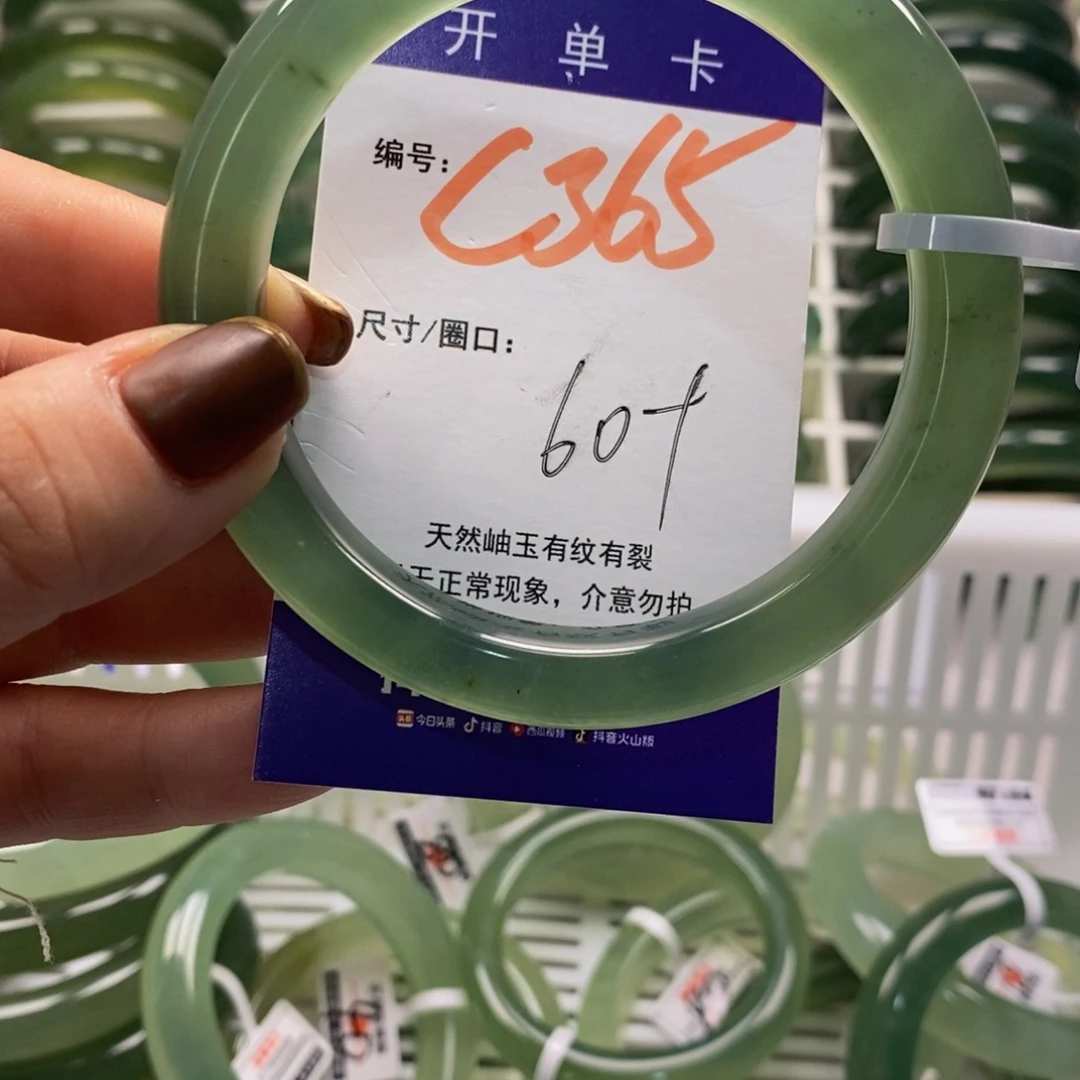 开单卡
编号：C365
尺寸/圈口：
60+
天然岫玉有纹有裂
于正常现象，介意勿拍
今日头条 抖音 西瓜视频 抖音火山版